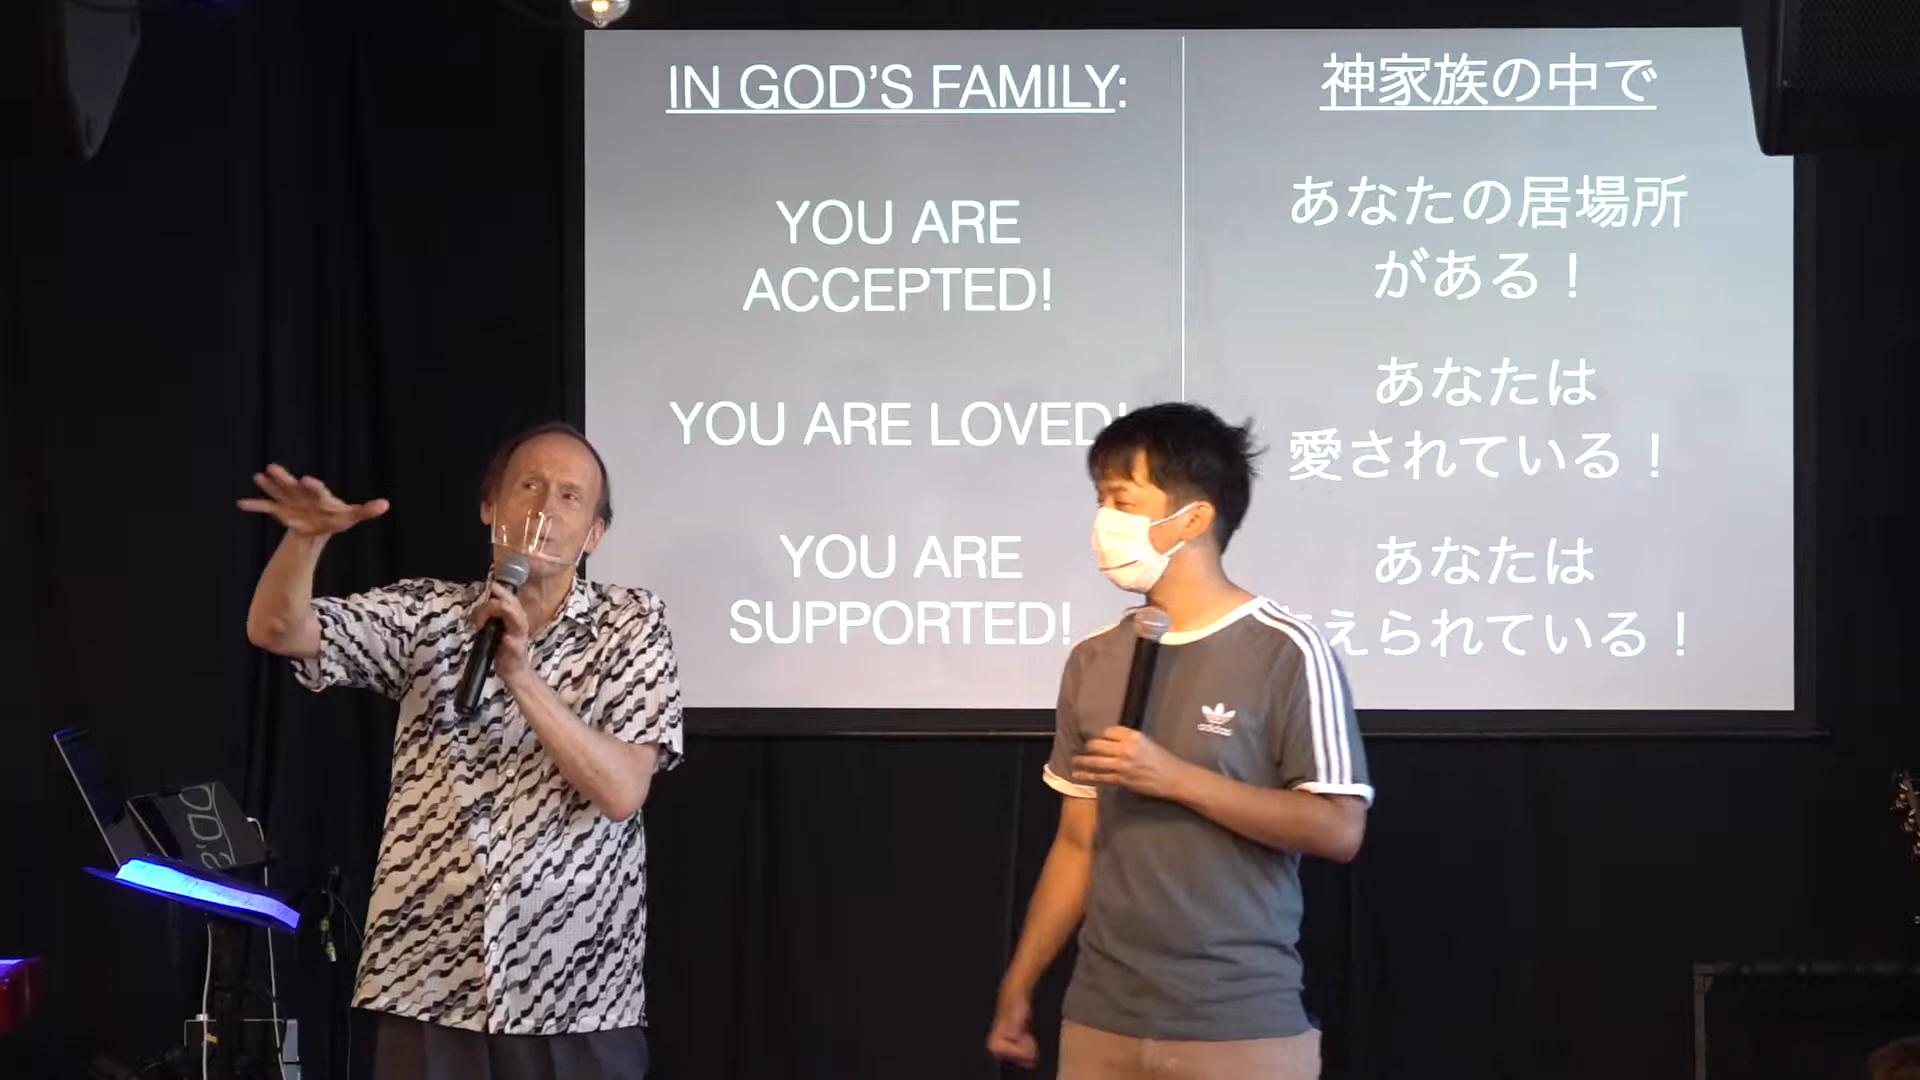 IN GOD'S FAMILY:
YOU ARE
ACCEPTED!
YOU ARE LOVED!
YOU ARE
SUPPORTED!
神家族の中で
あなたの居場所
がある！
あなたは
愛されている！
あなたは
えられている！
adidas